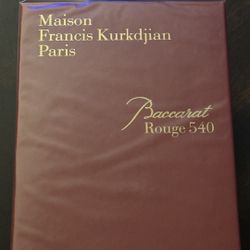 Maison
Francis Kurkdjian
Paris
Baccarat
Rouge 540